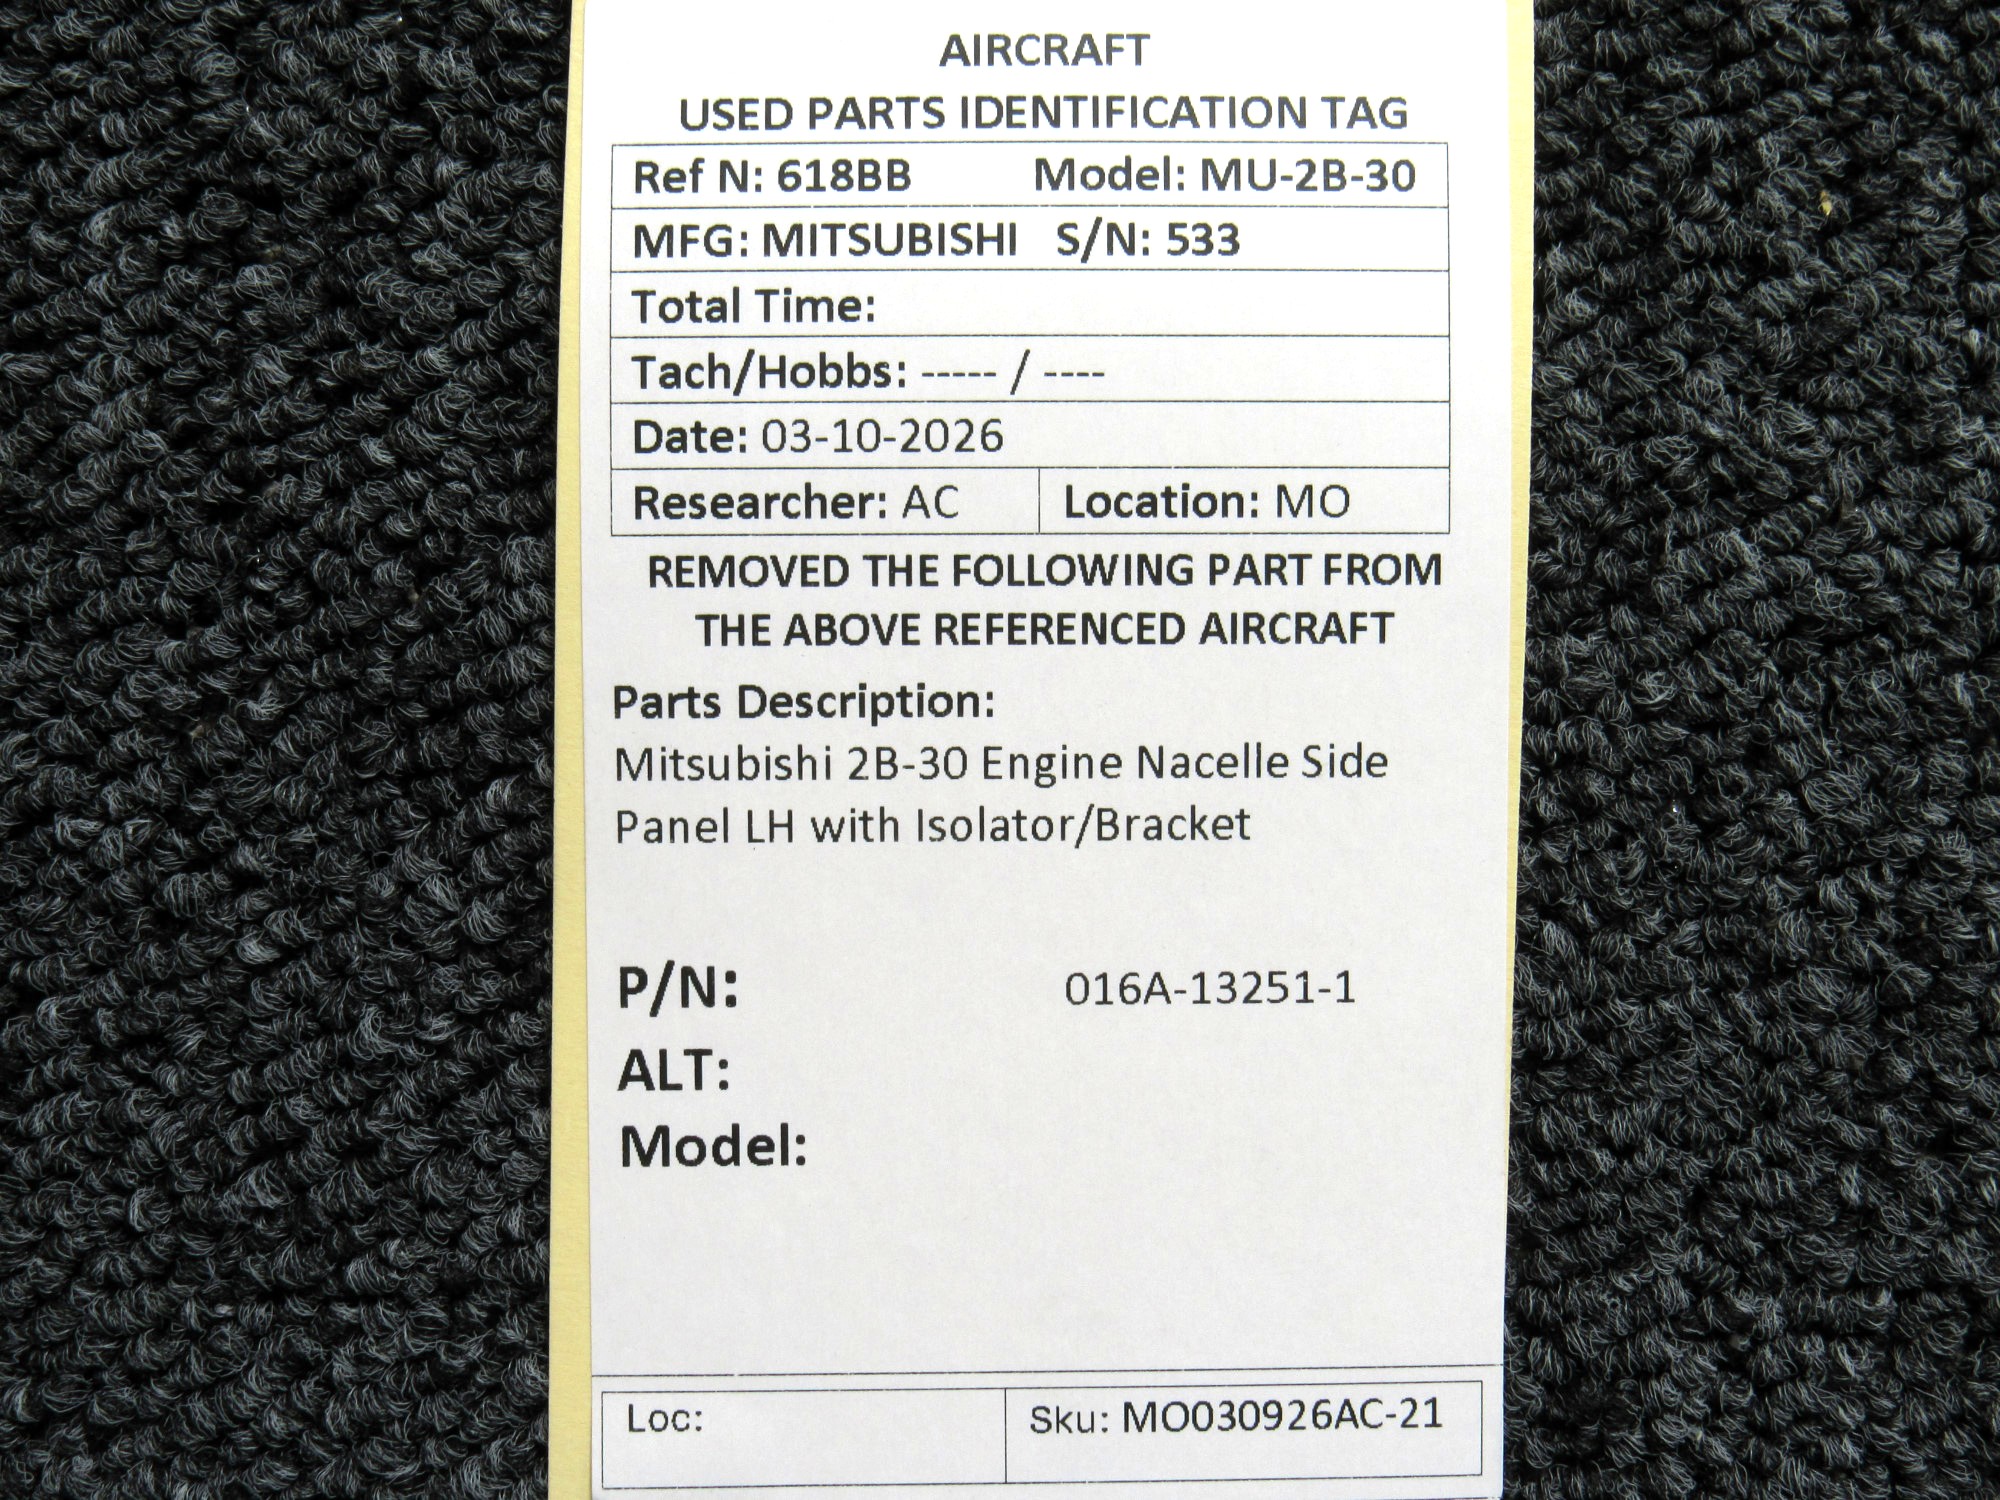 AIRCRAFT
USED PARTS IDENTIFICATION TAG
Ref N: 618BB Model: MU-2B-30
MFG: MITSUBISHI S/N: 533
Total Time:
Tach/Hobbs: ----- / ----
Date: 03-10-2026
Researcher: AC Location: MO
REMOVED THE FOLLOWING PART FROM
THE ABOVE REFERENCED AIRCRAFT
Parts Description:
Mitsubishi 2B-30 Engine Nacelle Side
Panel LH with Isolator/Bracket
P/N: 016A-13251-1
ALT:
Model:
Loc: Sku: MO030926AC-21